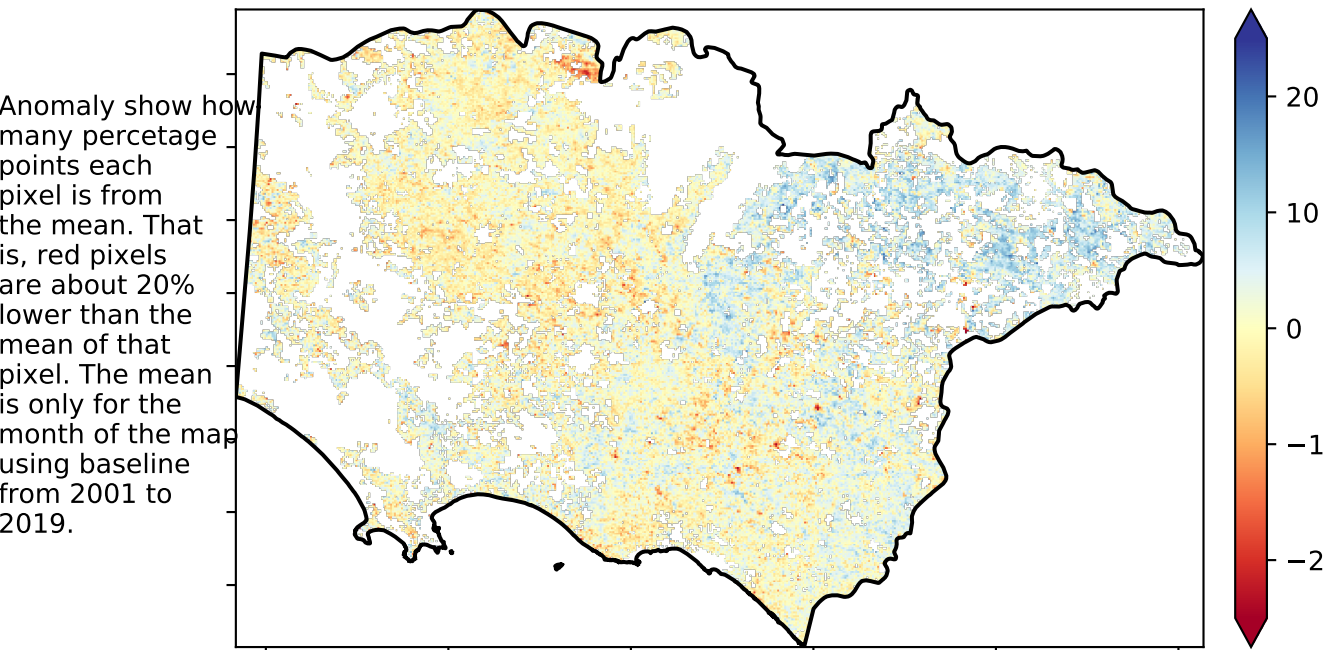 Anomaly show how
many percetage
points each
pixel is from
the mean. That
is, red pixels
are about 20%
lower than the
mean of that
pixel. The mean
is only for the
month of the map
using baseline
from 2001 to
2019.
20
10
0
−1
−2